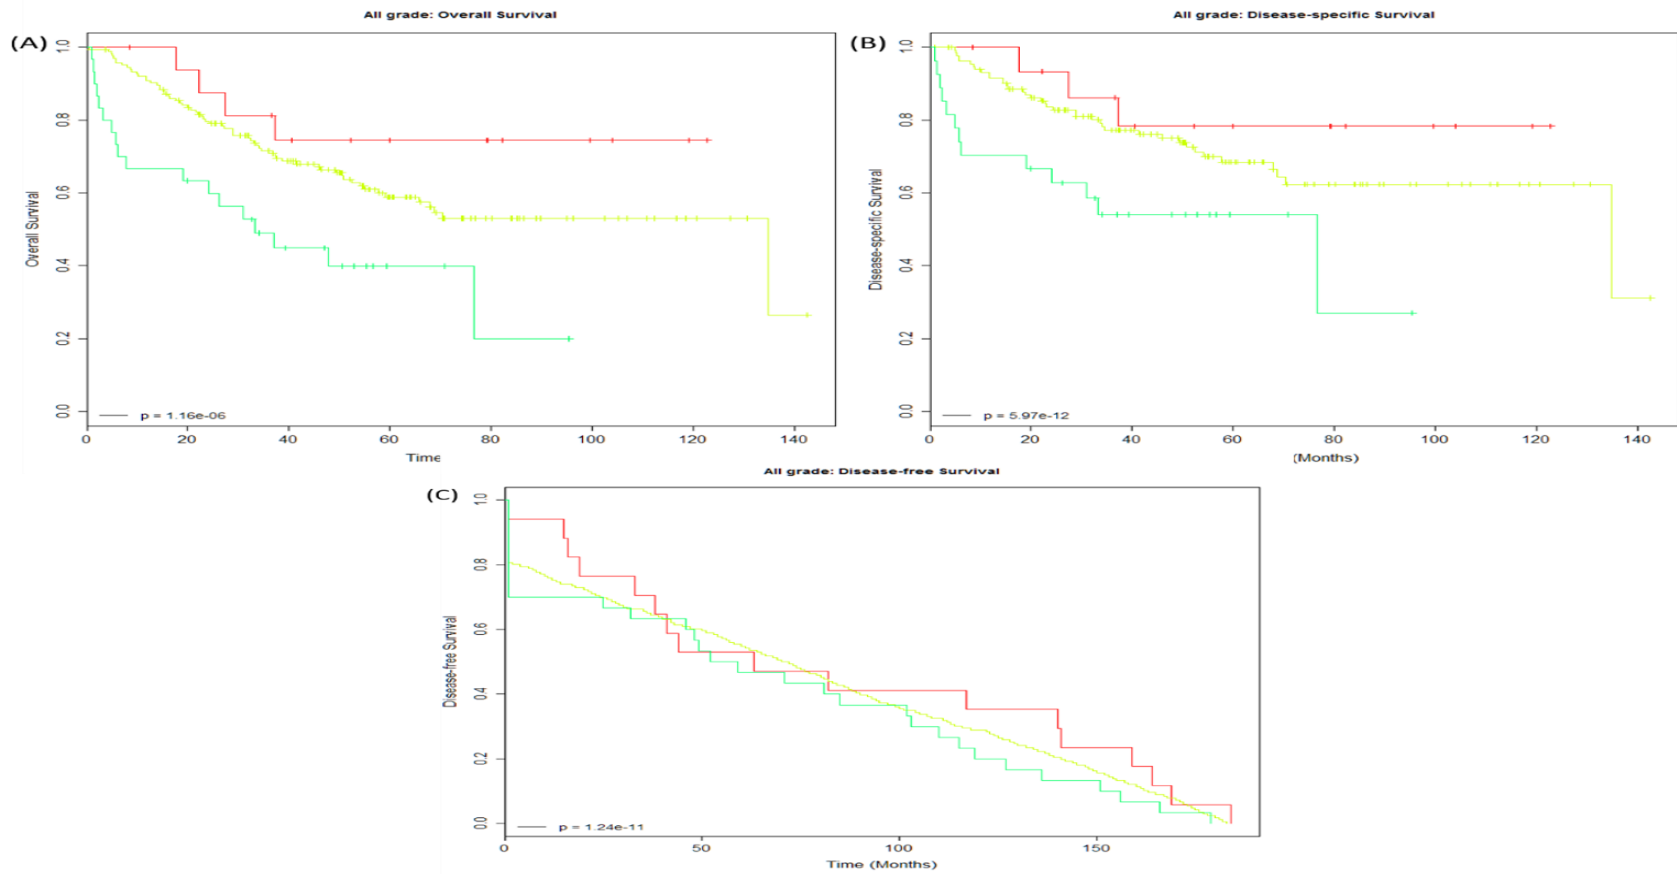 All grade: Overall Survival
(A)
Overall Survival
1.0
0.8
0.6
0.4
0.2
0.0
p = 1.16e-06
0 20 40 60 80 100 120 140
Time
All grade: Disease-specific Survival
(B)
Disease-specific Survival
1.0
0.8
0.6
0.4
0.2
0.0
p = 5.97e-12
0 20 40 60 80 100 120 140
(Months)
All grade: Disease-free Survival
(C)
Disease-free Survival
1.0
0.8
0.6
0.4
0.2
0.0
p = 1.24e-11
0 50 100 150
Time (Months)